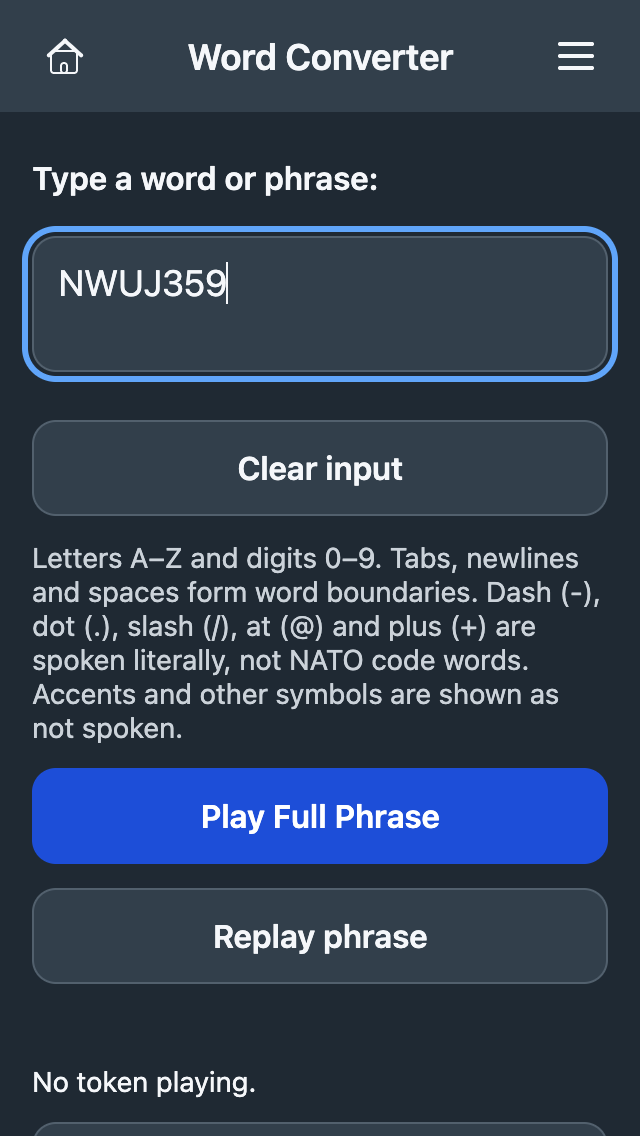 Word Converter
Type a word or phrase:
NWUJ359
Clear input
Letters A–Z and digits 0–9. Tabs, newlines
and spaces form word boundaries. Dash (-),
dot (.), slash (/), at (@) and plus (+) are
spoken literally, not NATO code words.
Accents and other symbols are shown as
not spoken.
Play Full Phrase
Replay phrase
No token playing.